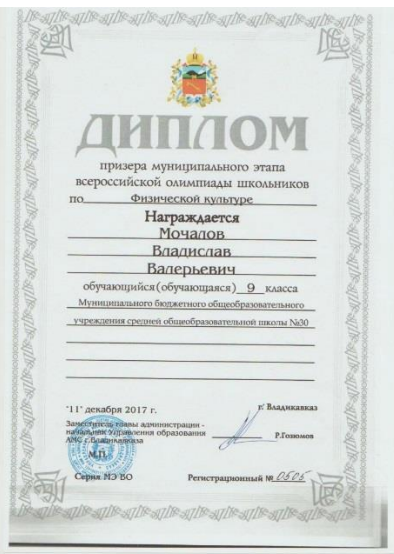 ДИПЛОМ
призера муниципального этапа
всероссийской олимпиады школьников
по Физической культуре
Награждается
Мочалов
Владислав
Валерьевич
обучающийся(обучающаяся) 9 класса
Муниципального бюджетного общеобразовательного
учреждения средней общеобразовательной школы №30
"11" декабря 2017 г.
г. Владикавказ
Заместитель главы администрации -
начальник Управления образования
АМС г.Владикавказа
Р.Гозюмов
М.П.
Серия МЭ ВО
Регистрационный № 0505